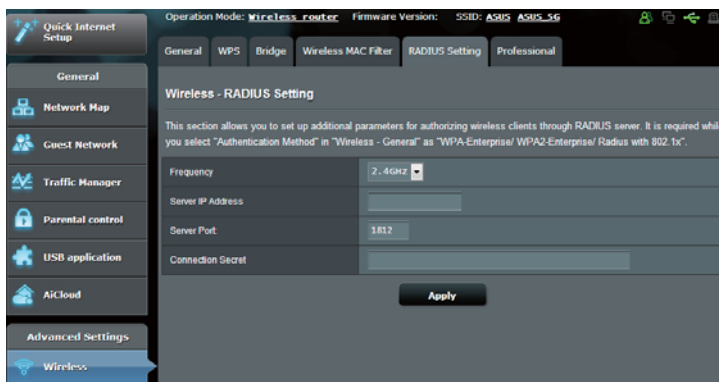 Quick Internet Setup
Operation Mode: Wireless router Firmware Version: SSID: ASUS ASUS_5G
General WPS Bridge Wireless MAC Filter RADIUS Setting Professional
General
Network Map
Guest Network
Traffic Manager
Parental control
USB application
AiCloud
Advanced Settings
Wireless
Wireless - RADIUS Setting
This section allows you to set up additional parameters for authorizing wireless clients through RADIUS server. It is required whil
you select "Authentication Method" in "Wireless - General" as "WPA-Enterprise/ WPA2-Enterprise/ Radius with 802.1x".
Frequency 2.4GHz
Server IP Address
Server Port 1812
Connection Secret
Apply